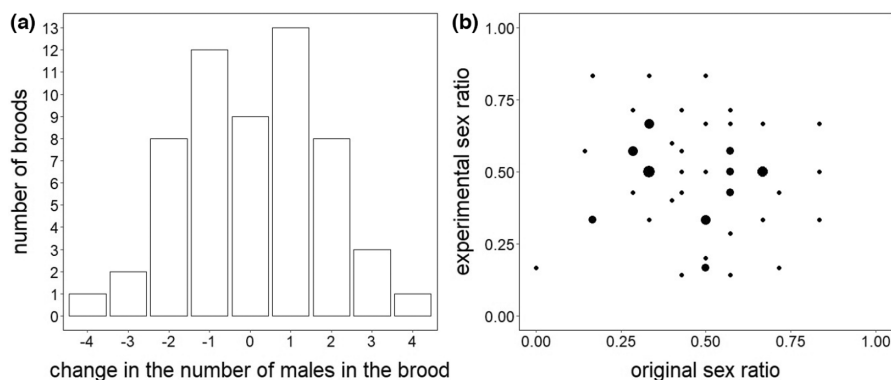 (a)
number of broods
13
12
11
10
9
8
7
6
5
4
3
2
1
0
-4 -3 -2 -1 0 1 2 3 4
change in the number of males in the brood
(b)
experimental sex ratio
1.00
0.75
0.50
0.25
0.00
0.00 0.25 0.50 0.75 1.00
original sex ratio